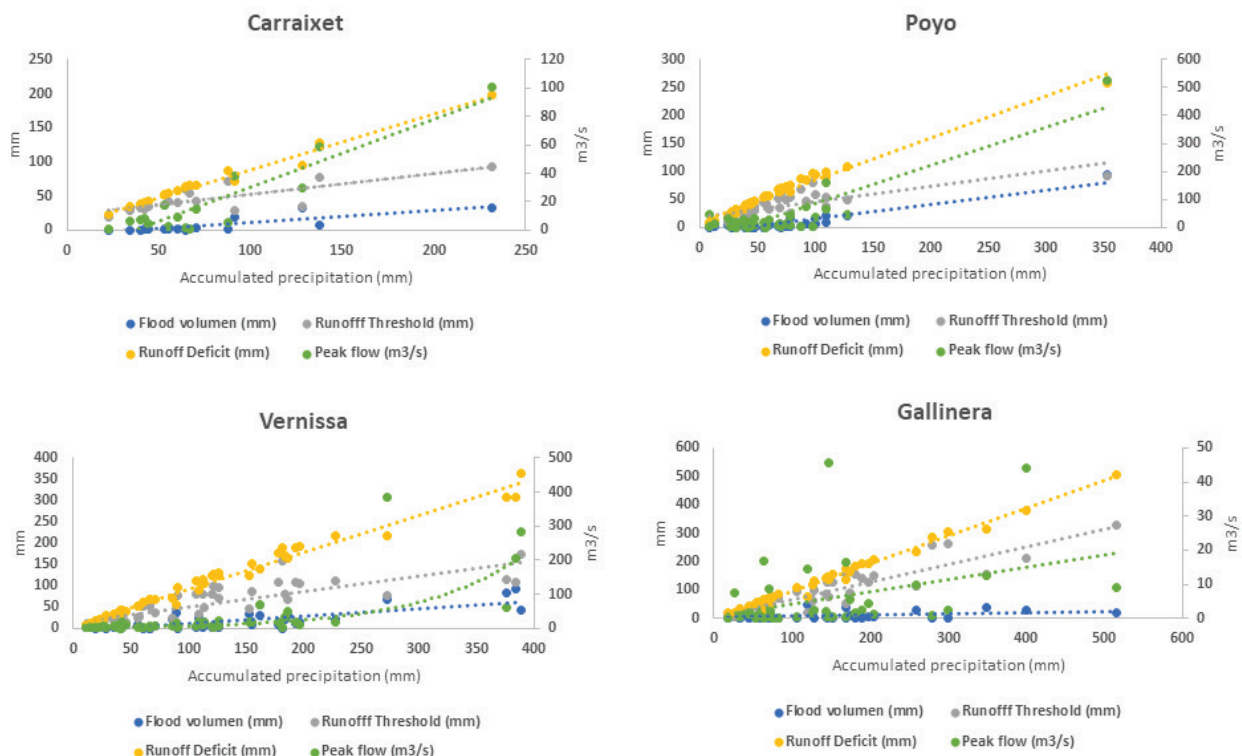 Carraixet
250
200
150
100
50
0
mm
120
100
80
60
40
20
0
m3/s
0 50 100 150 200 250
Accumulated precipitation (mm)
Flood volumen (mm) Runofff Threshold (mm)
Runoff Deficit (mm) Peak flow (m3/s)
Poyo
300
250
200
150
100
50
0
mm
600
500
400
300
200
100
0
m3/s
0 50 100 150 200 250 300 350 400
Accumulated precipitation (mm)
Flood volumen (mm) Runofff Threshold (mm)
Runoff Deficit (mm) Peak flow (m3/s)
Vernissa
400
350
300
250
200
150
100
50
0
mm
500
400
300
200
100
0
m3/s
0 50 100 150 200 250 300 350 400
Accumulated precipitation (mm)
Flood volumen (mm) Runofff Threshold (mm)
Runoff Deficit (mm) Peak flow (m3/s)
Gallinera
600
500
400
300
200
100
0
mm
50
40
30
20
10
0
m3/s
0 100 200 300 400 500 600
Accumulated precipitation (mm)
Flood volumen (mm) Runofff Threshold (mm)
Runoff Deficit (mm) Peak flow (m3/s)